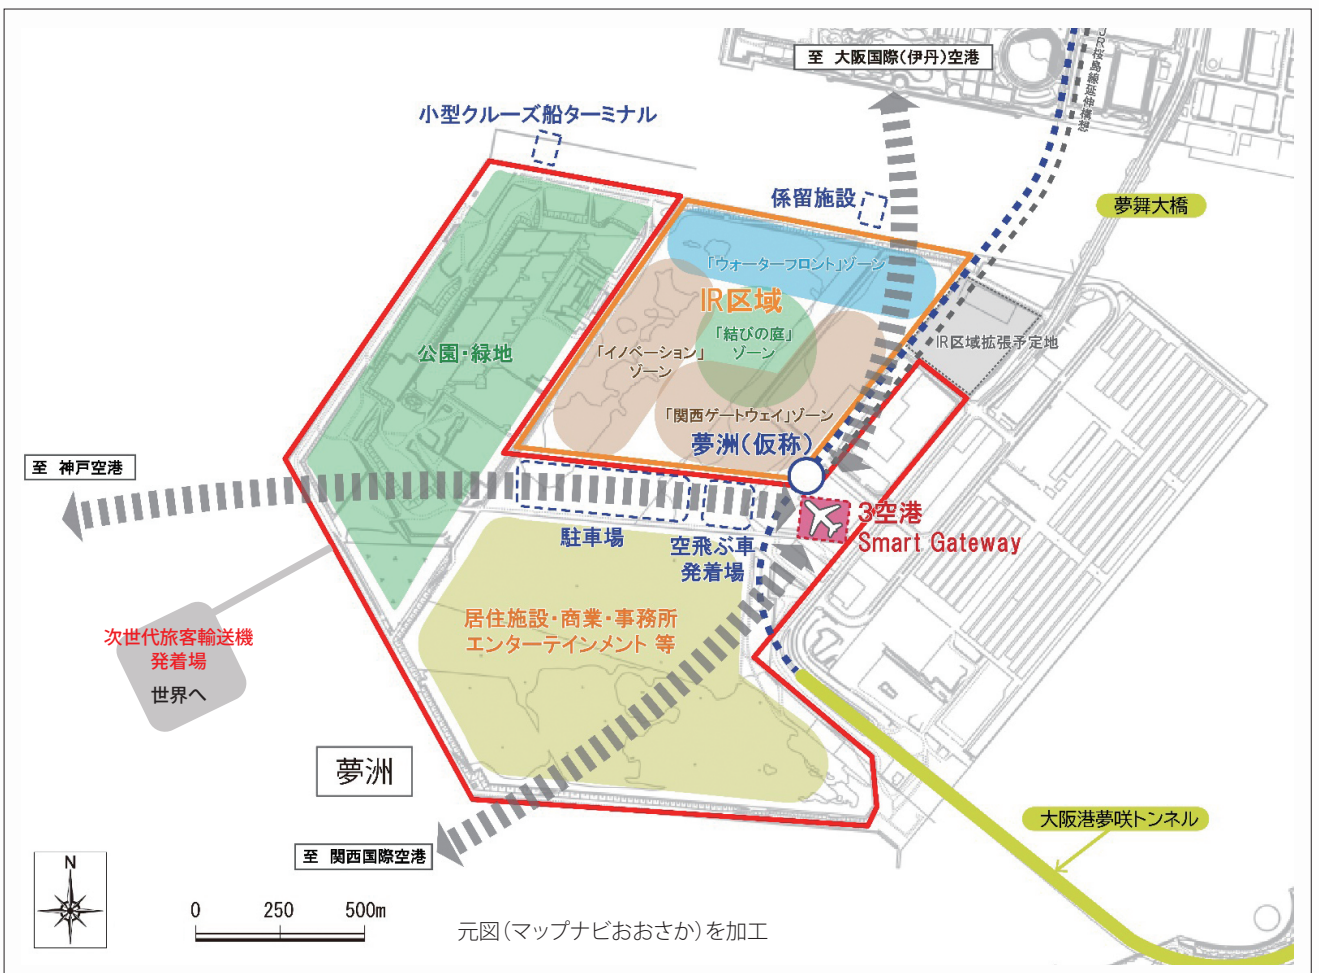 至 大阪国際(伊丹)空港
JR桜島線延伸構想
小型クルーズ船ターミナル
係留施設
夢舞大橋
「ウォーターフロント」ゾーン
IR区域
「結びの庭」
ゾーン
IR区域拡張予定地
「イノベーション」
ゾーン
公園・緑地
「関西ゲートウェイ」ゾーン
夢洲(仮称)
至 神戸空港
3空港
Smart Gateway
駐車場
空飛ぶ車
発着場
居住施設・商業・事務所
エンターテインメント 等
次世代旅客輸送機
発着場
世界へ
夢洲
大阪港夢咲トンネル
至 関西国際空港
N
0 250 500m
元図(マップナビおおさか)を加工